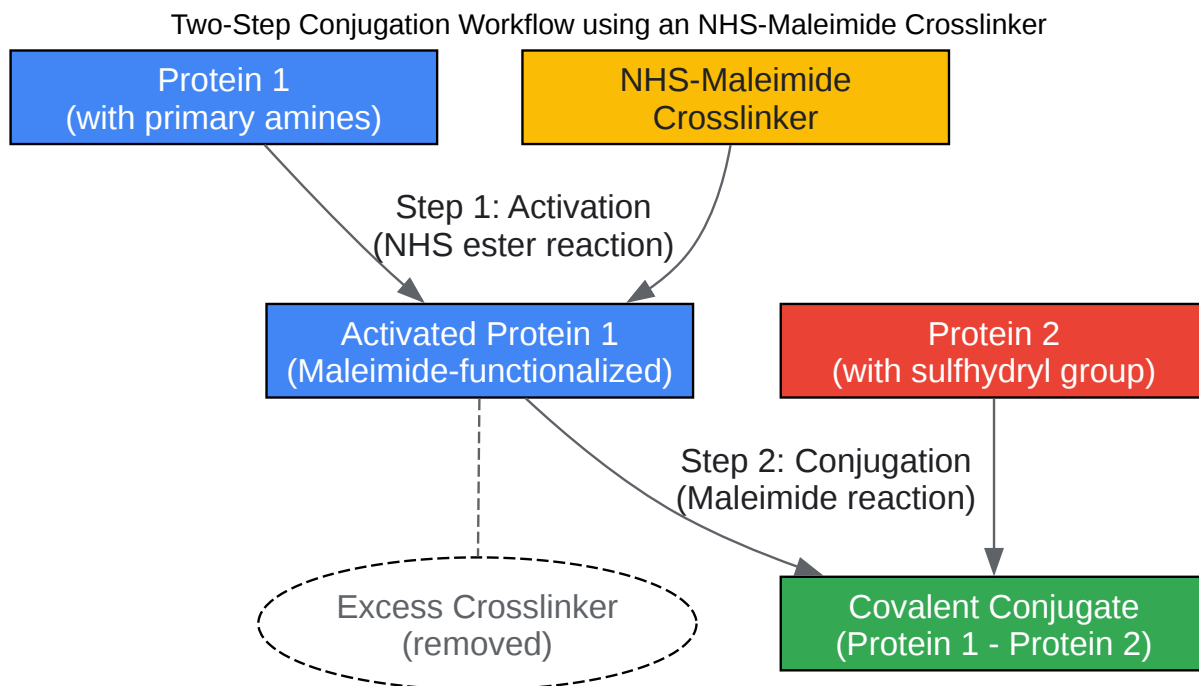 Two-Step Conjugation Workflow using an NHS-Maleimide Crosslinker
Protein 1
(with primary amines)
NHS-Maleimide
Crosslinker
Step 1: Activation
(NHS ester reaction)
Activated Protein 1
(Maleimide-functionalized)
Protein 2
(with sulfhydryl group)
Step 2: Conjugation
(Maleimide reaction)
Excess Crosslinker
(removed)
Covalent Conjugate
(Protein 1 - Protein 2)